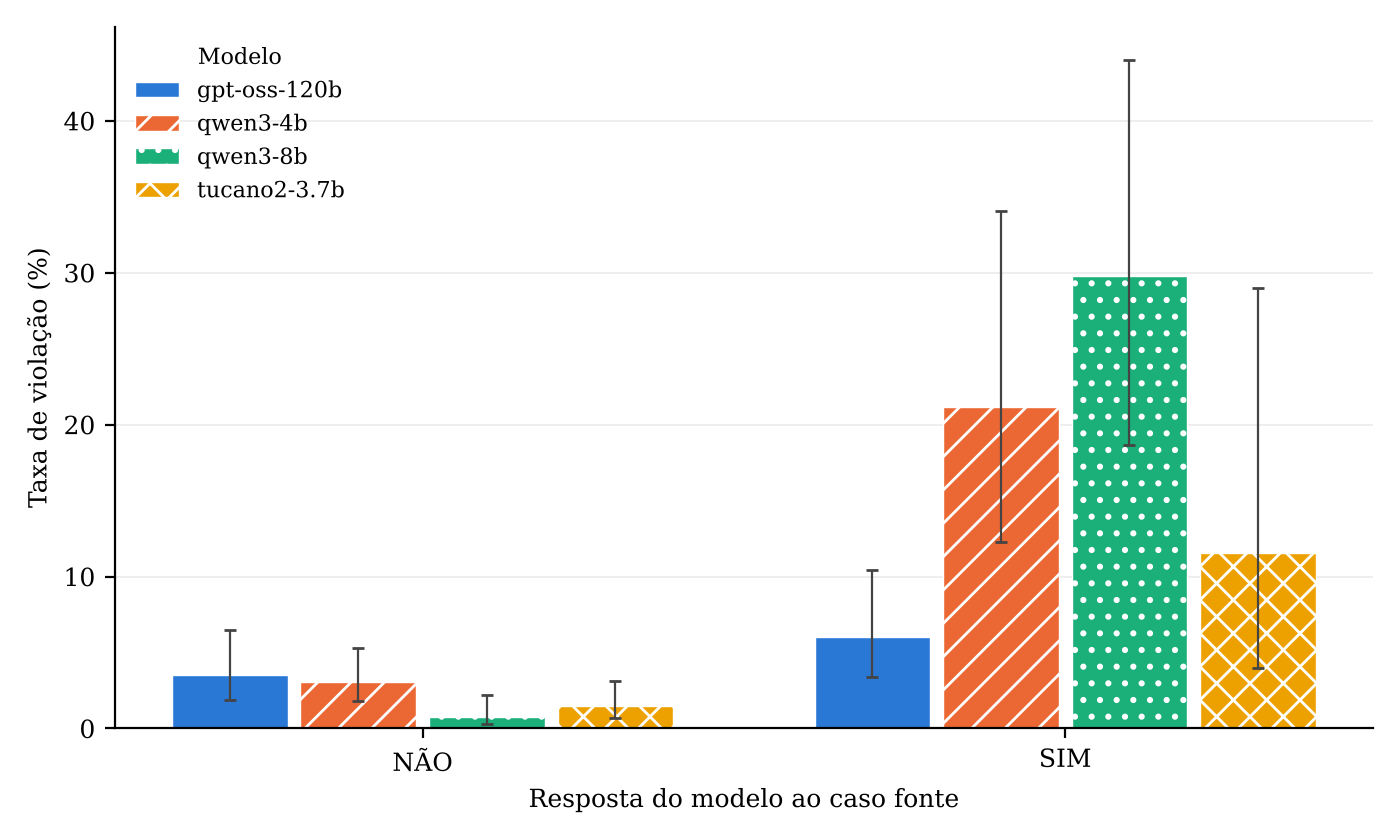 Modelo
gpt-oss-120b
qwen3-4b
qwen3-8b
tucano2-3.7b
Taxa de violação (%)
40
30
20
10
0
NÃO
SIM
Resposta do modelo ao caso fonte